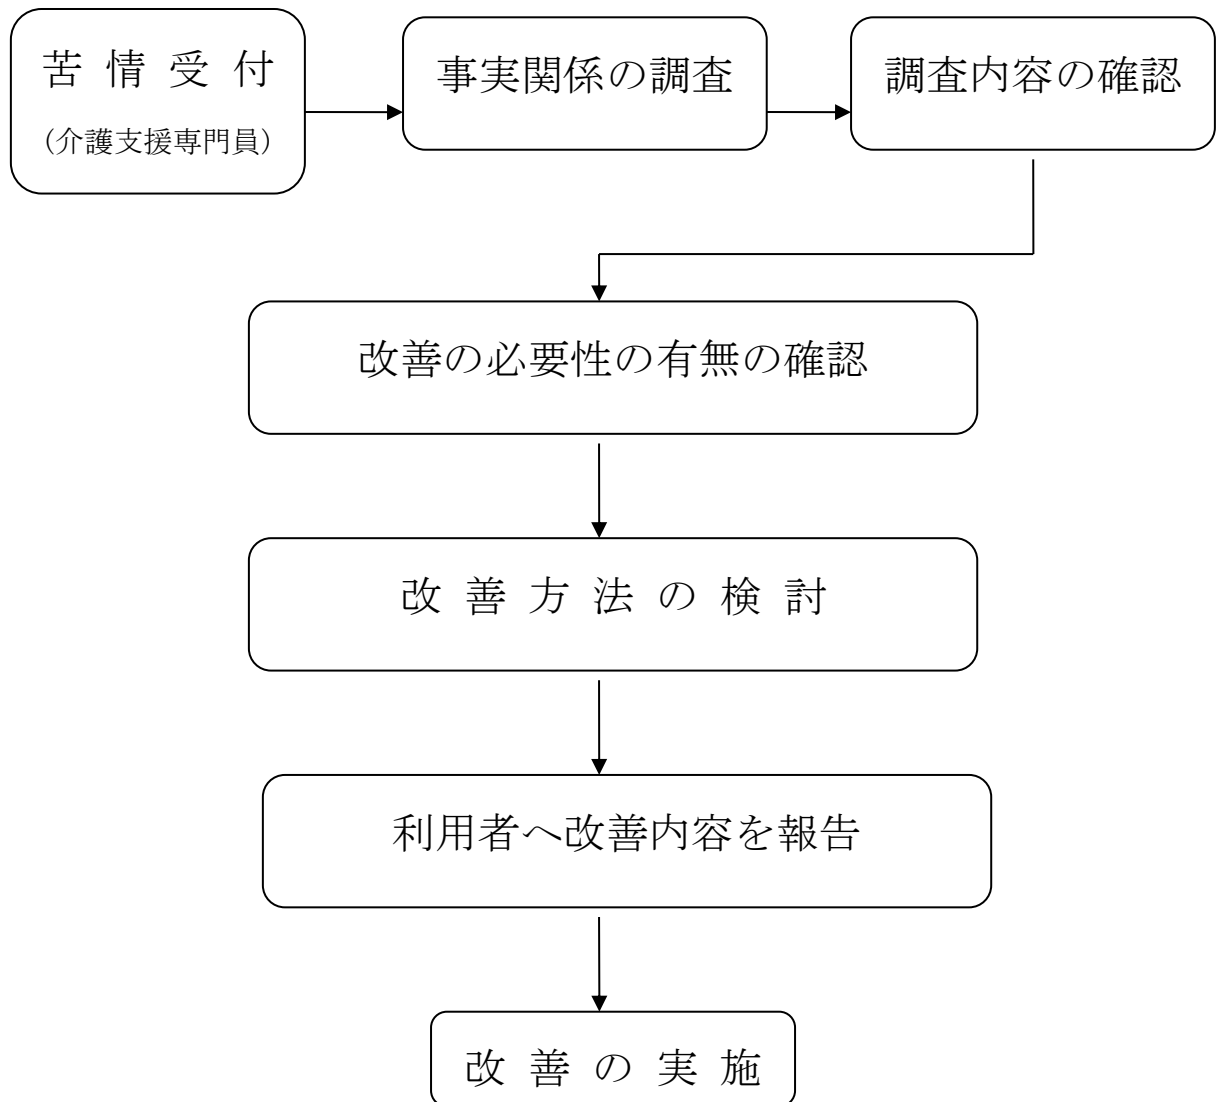 苦情受付
(介護支援専門員)
事実関係の調査
調査内容の確認
改善の必要性の有無の確認
改善方法の検討
利用者へ改善内容を報告
改善の実施